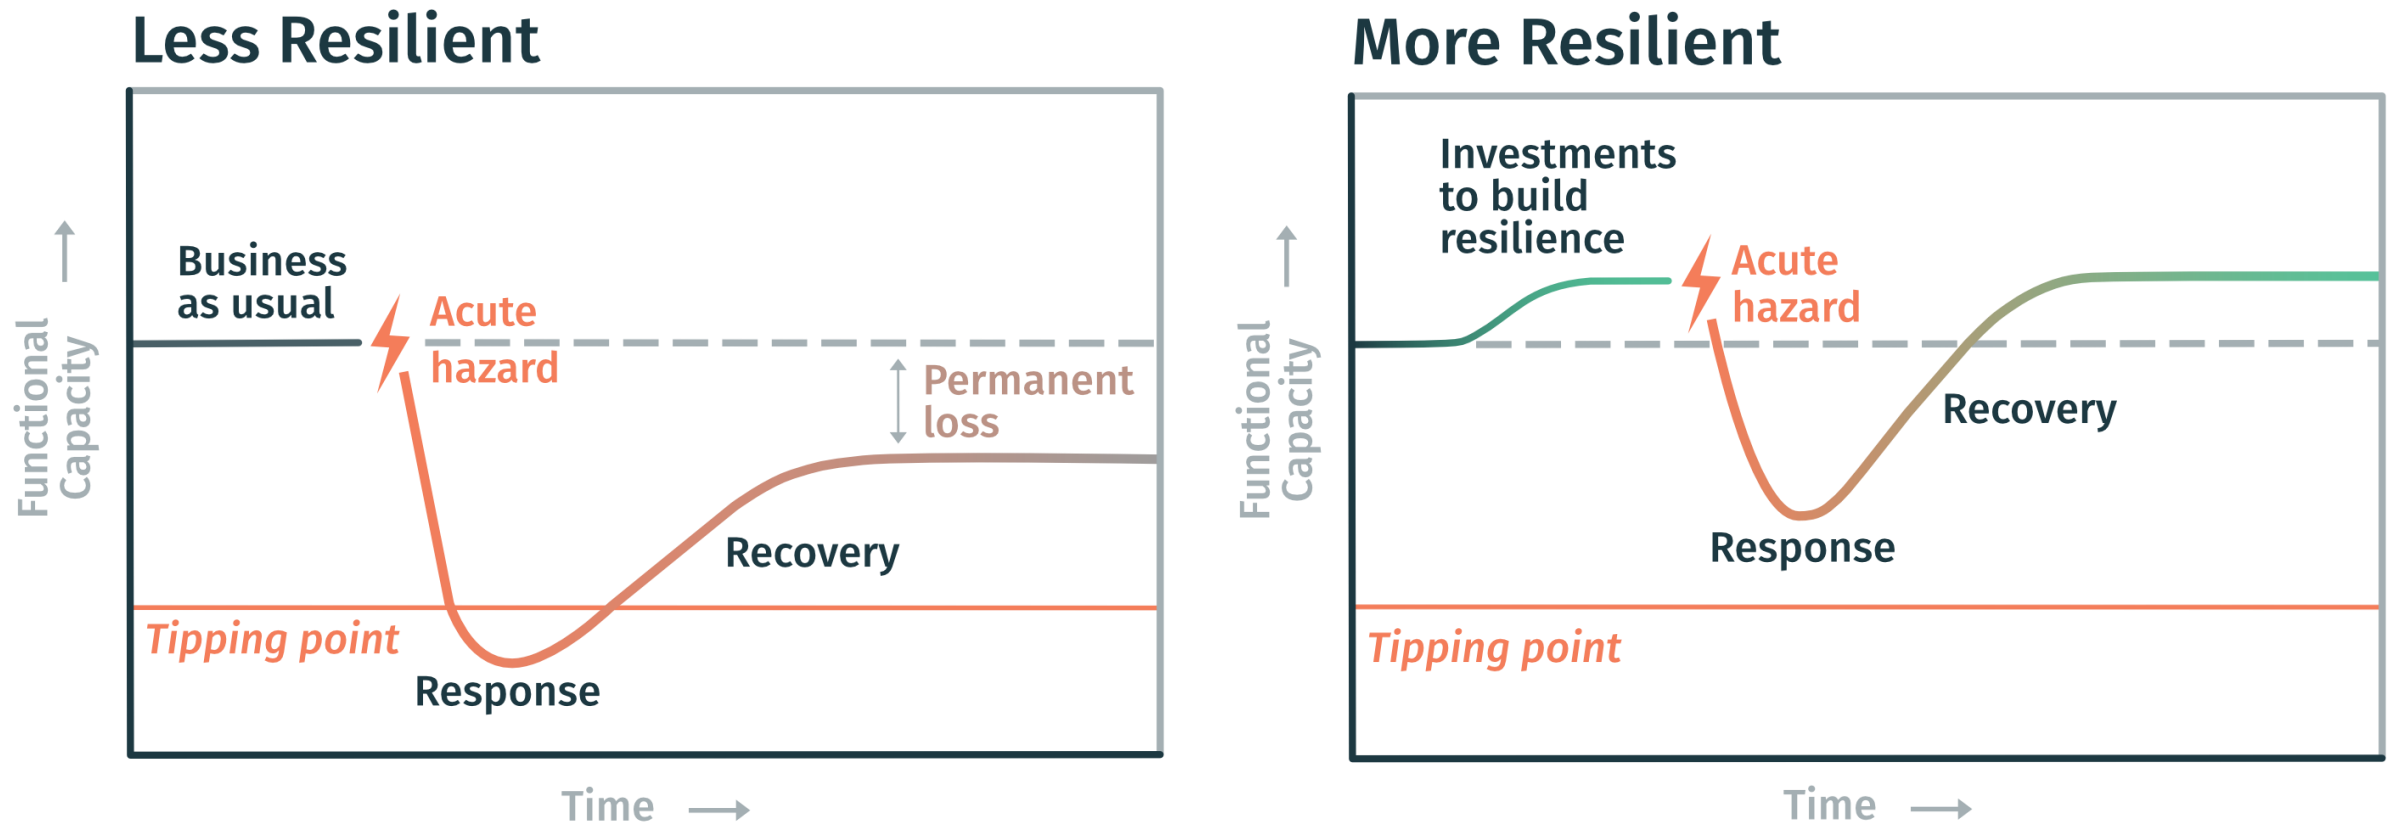 Less Resilient
Business
as usual
Acute
hazard
Permanent
loss
Recovery
Tipping point
Response
Functional
Capacity
Time
More Resilient
Investments
to build
resilience
Acute
hazard
Recovery
Response
Tipping point
Functional
Capacity
Time